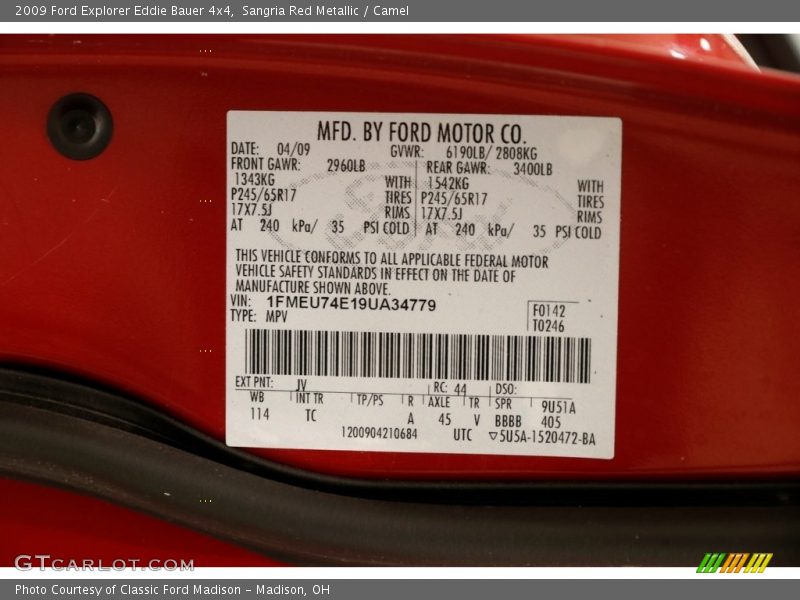 2009 Ford Explorer Eddie Bauer 4x4, Sangria Red Metallic / Camel
MFD. BY FORD MOTOR CO.
DATE: 04/09 GVWR: 6190LB/ 2808KG
FRONT GAWR: 2960LB REAR GAWR: 3400LB
1343KG WITH 1542KG WITH
P245/65R17 TIRES P245/65R17 TIRES
17X7.5J RIMS 17X7.5J RIMS
AT 240 kPa/ 35 PSI COLD AT 240 kPa/ 35 PSI COLD
THIS VEHICLE CONFORMS TO ALL APPLICABLE FEDERAL MOTOR
VEHICLE SAFETY STANDARDS IN EFFECT ON THE DATE OF
MANUFACTURE SHOWN ABOVE.
VIN: 1FMEU74E19UA34779
TYPE: MPV
F0142
T0246
EXT PNT: JV RC: 44 DSO:
WB INT TR TP/PS R AXLE TR SPR 9U51A
114 TC A 45 V BBBB 405
1200904210684 UTC ▽5U5A-1520472-BA
GTCARLOT.COM
Photo Courtesy of Classic Ford Madison - Madison, OH